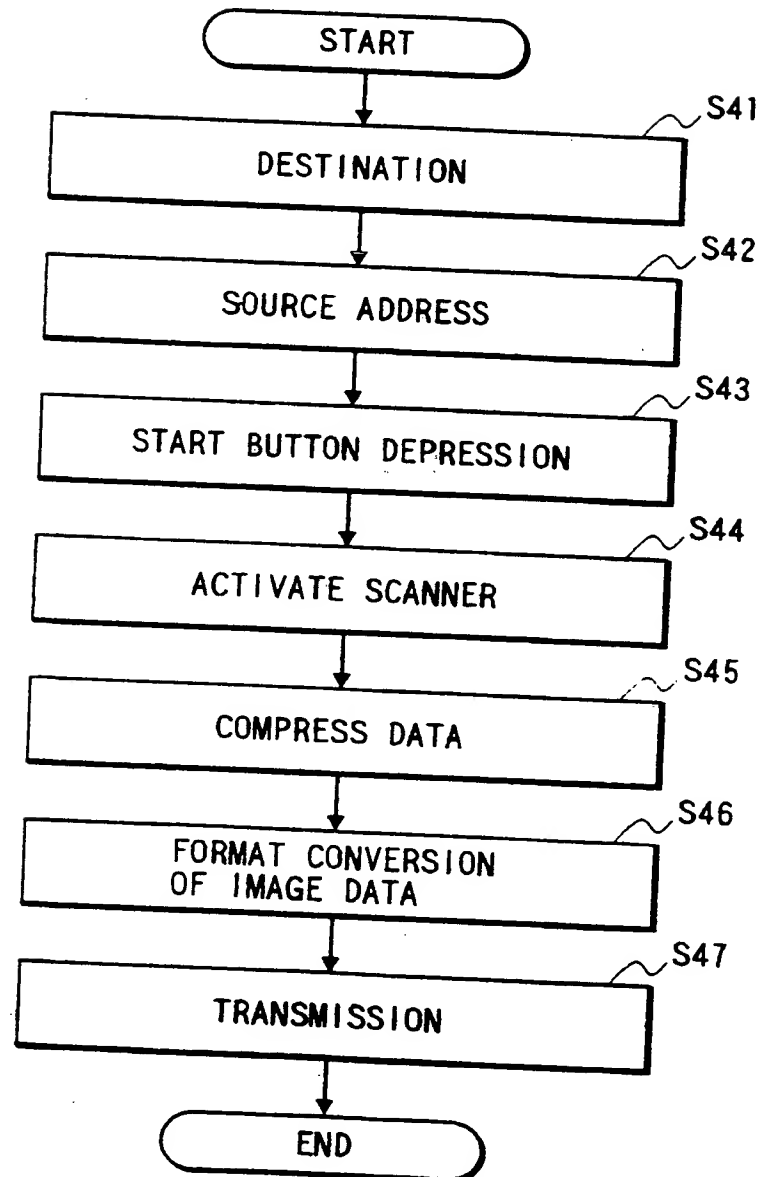 START
S41
DESTINATION
S42
SOURCE ADDRESS
S43
START BUTTON DEPRESSION
S44
ACTIVATE SCANNER
S45
COMPRESS DATA
S46
FORMAT CONVERSION
OF IMAGE DATA
S47
TRANSMISSION
END